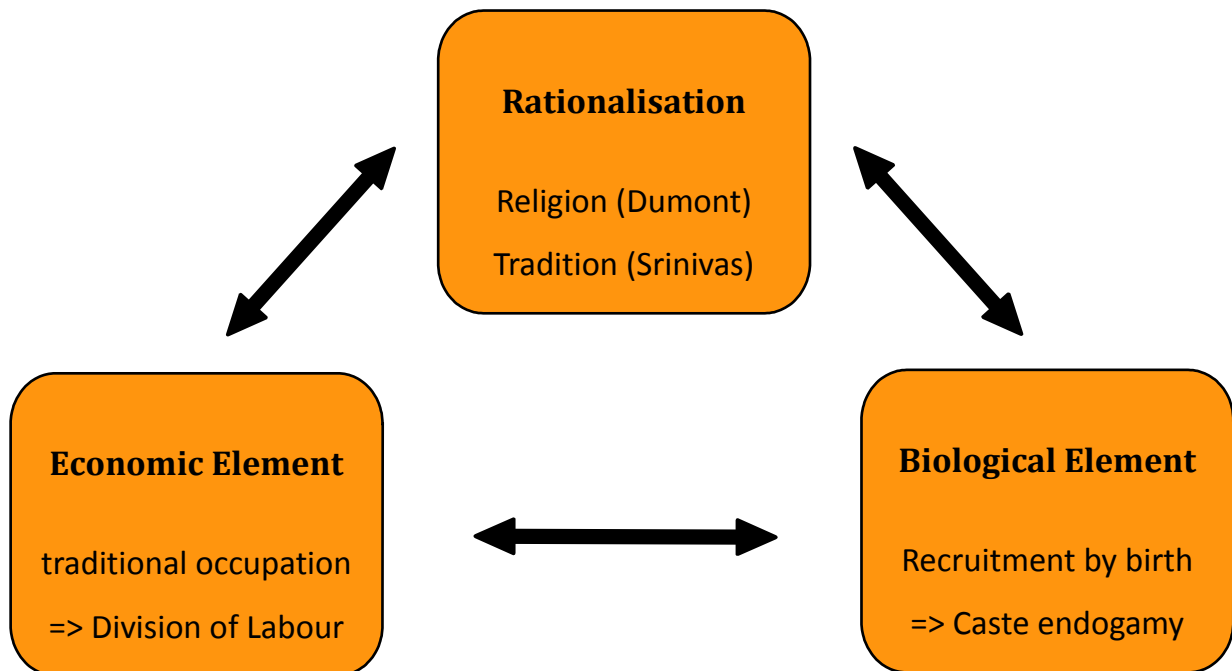 Rationalisation
Religion (Dumont)
Tradition (Srinivas)
Economic Element
traditional occupation
=> Division of Labour
Biological Element
Recruitment by birth
=> Caste endogamy